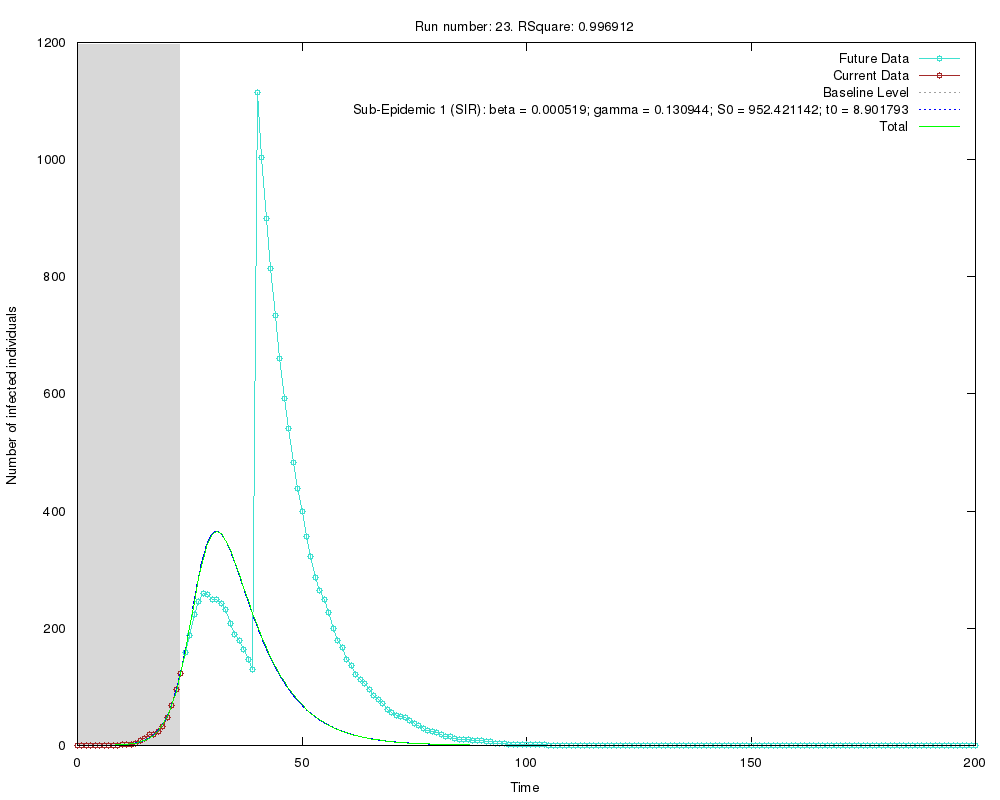 Run number: 23. RSquare: 0.996912
1200
1000
800
600
400
200
0
Number of infected individuals
Future Data
Current Data
Baseline Level
Sub-Epidemic 1 (SIR): beta = 0.000519; gamma = 0.130944; S0 = 952.421142; t0 = 8.901793
Total
0 50 100 150 200
Time